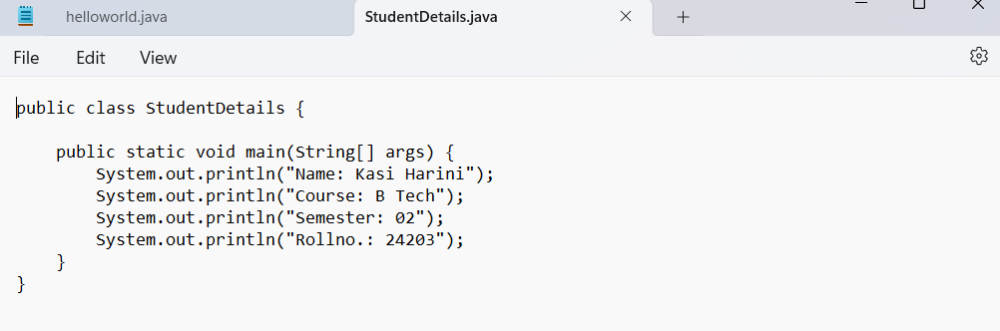 helloworld.java
StudentDetails.java
File Edit View
public class StudentDetails {
public static void main(String[] args) {
System.out.println("Name: Kasi Harini");
System.out.println("Course: B Tech");
System.out.println("Semester: 02");
System.out.println("Rollno.: 24203");
}
}